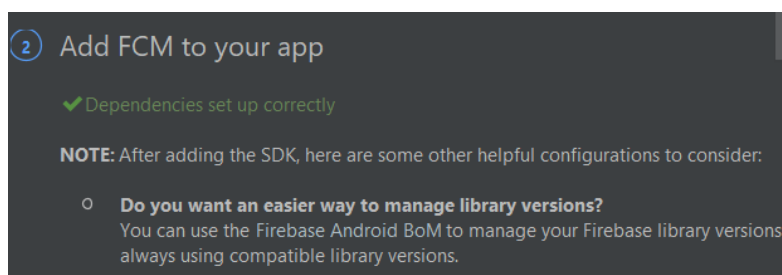 2 Add FCM to your app
✔Dependencies set up correctly
NOTE: After adding the SDK, here are some other helpful configurations to consider:
o Do you want an easier way to manage library versions?
You can use the Firebase Android BoM to manage your Firebase library versions
always using compatible library versions.